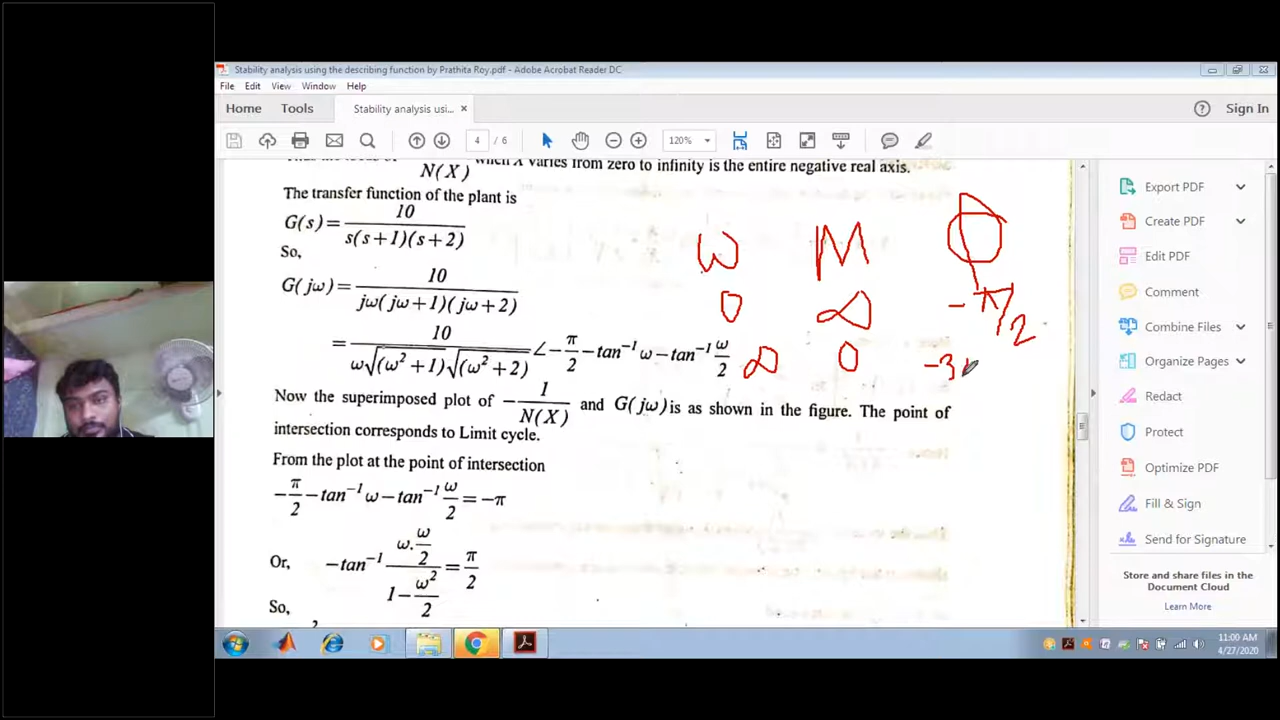 Stability analysis using the describing function by Prathita Roy.pdf - Adobe Acrobat Reader DC
File Edit View Window Help
Home Tools Stability analysis usi... × Sign In
4 / 6 120%
N(X) when X varies from zero to infinity is the entire negative real axis.
The transfer function of the plant is
G(s)= 10 / s(s+1)(s+2)
So,
G(jω)= 10 / jω(jω+1)(jω+2)
= 10 / ω√(ω²+1)√(ω²+2) ∠−π/2−tan⁻¹ω−tan⁻¹ω/2
ω M Φ
0 ∞ −π/2
∞ 0 −3
Now the superimposed plot of −1/N(X) and G(jω) is as shown in the figure. The point of
intersection corresponds to Limit cycle.
From the plot at the point of intersection
−π/2−tan⁻¹ω−tan⁻¹ω/2=−π
Or, −tan⁻¹ (ω.ω/2)/(1−ω²/2)=π/2
So,
Export PDF
Create PDF
Edit PDF
Comment
Combine Files
Organize Pages
Redact
Protect
Optimize PDF
Fill & Sign
Send for Signature
Store and share files in the
Document Cloud
Learn More
11:00 AM
4/27/2020